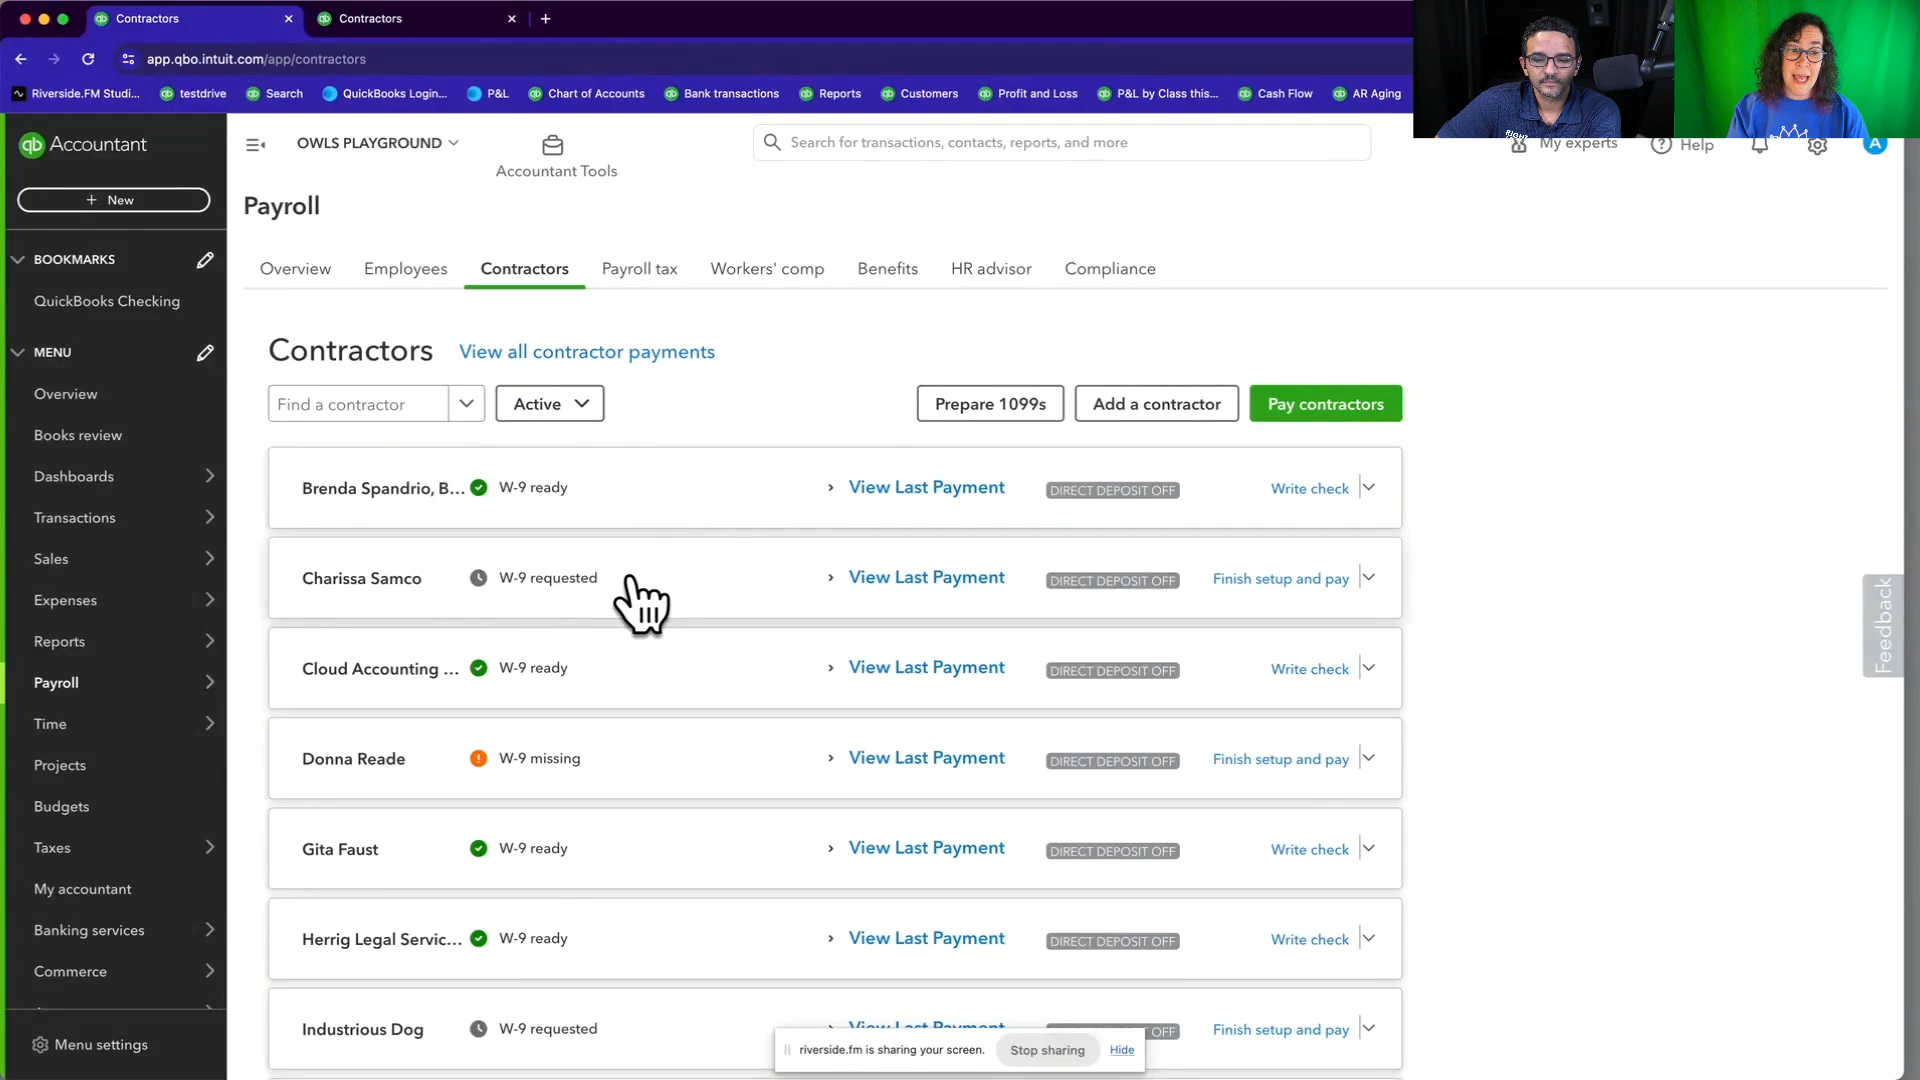 Contractors
Contractors
app.qbo.intuit.com/app/contractors
Riverside.FM Studi...
testdrive
Search
QuickBooks Login...
P&L
Chart of Accounts
Bank transactions
Reports
Customers
Profit and Loss
P&L by Class this...
Cash Flow
AR Aging
RIGHT
qb Accountant
OWLS PLAYGROUND
Accountant Tools
Search for transactions, contacts, reports, and more
My experts
Help
A
+ New
Payroll
BOOKMARKS
QuickBooks Checking
MENU
Overview
Books review
Dashboards
Transactions
Sales
Expenses
Reports
Payroll
Time
Projects
Budgets
Taxes
My accountant
Banking services
Commerce
Menu settings
Overview
Employees
Contractors
Payroll tax
Workers' comp
Benefits
HR advisor
Compliance
Contractors
View all contractor payments
Find a contractor
Active
Prepare 1099s
Add a contractor
Pay contractors
Brenda Spandrio, B... W-9 ready View Last Payment DIRECT DEPOSIT OFF Write check
Charissa Samco W-9 requested View Last Payment DIRECT DEPOSIT OFF Finish setup and pay
Cloud Accounting ... W-9 ready View Last Payment DIRECT DEPOSIT OFF Write check
Donna Reade W-9 missing View Last Payment DIRECT DEPOSIT OFF Finish setup and pay
Gita Faust W-9 ready View Last Payment DIRECT DEPOSIT OFF Write check
Herrig Legal Servic... W-9 ready View Last Payment DIRECT DEPOSIT OFF Write check
Industrious Dog W-9 requested View Last Payment OFF Finish setup and pay
riverside.fm is sharing your screen.
Stop sharing
Hide
Feedback